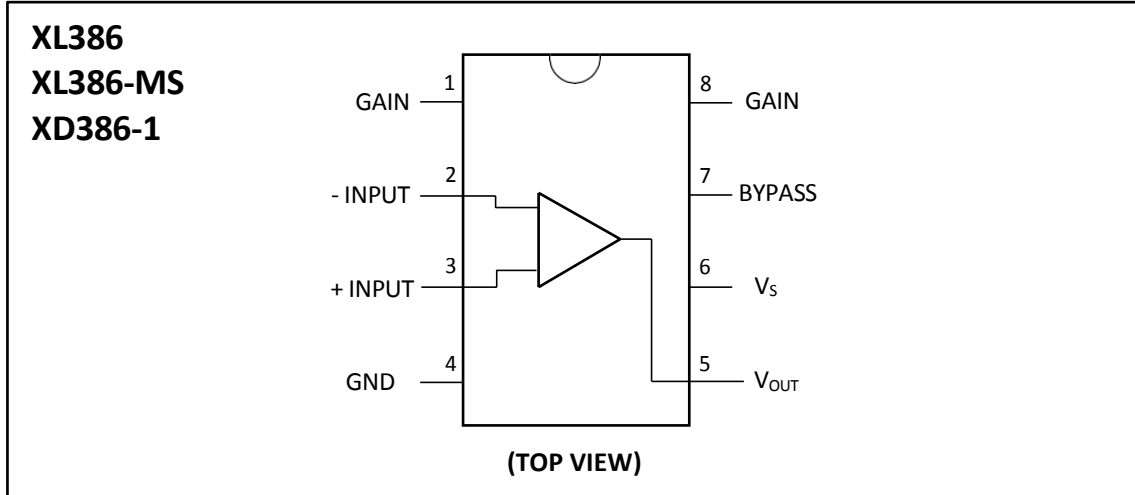 XL386
XL386-MS
XD386-1
1
GAIN
8
GAIN
2
- INPUT
7
BYPASS
3
+ INPUT
6
VS
4
GND
5
VOUT
(TOP VIEW)